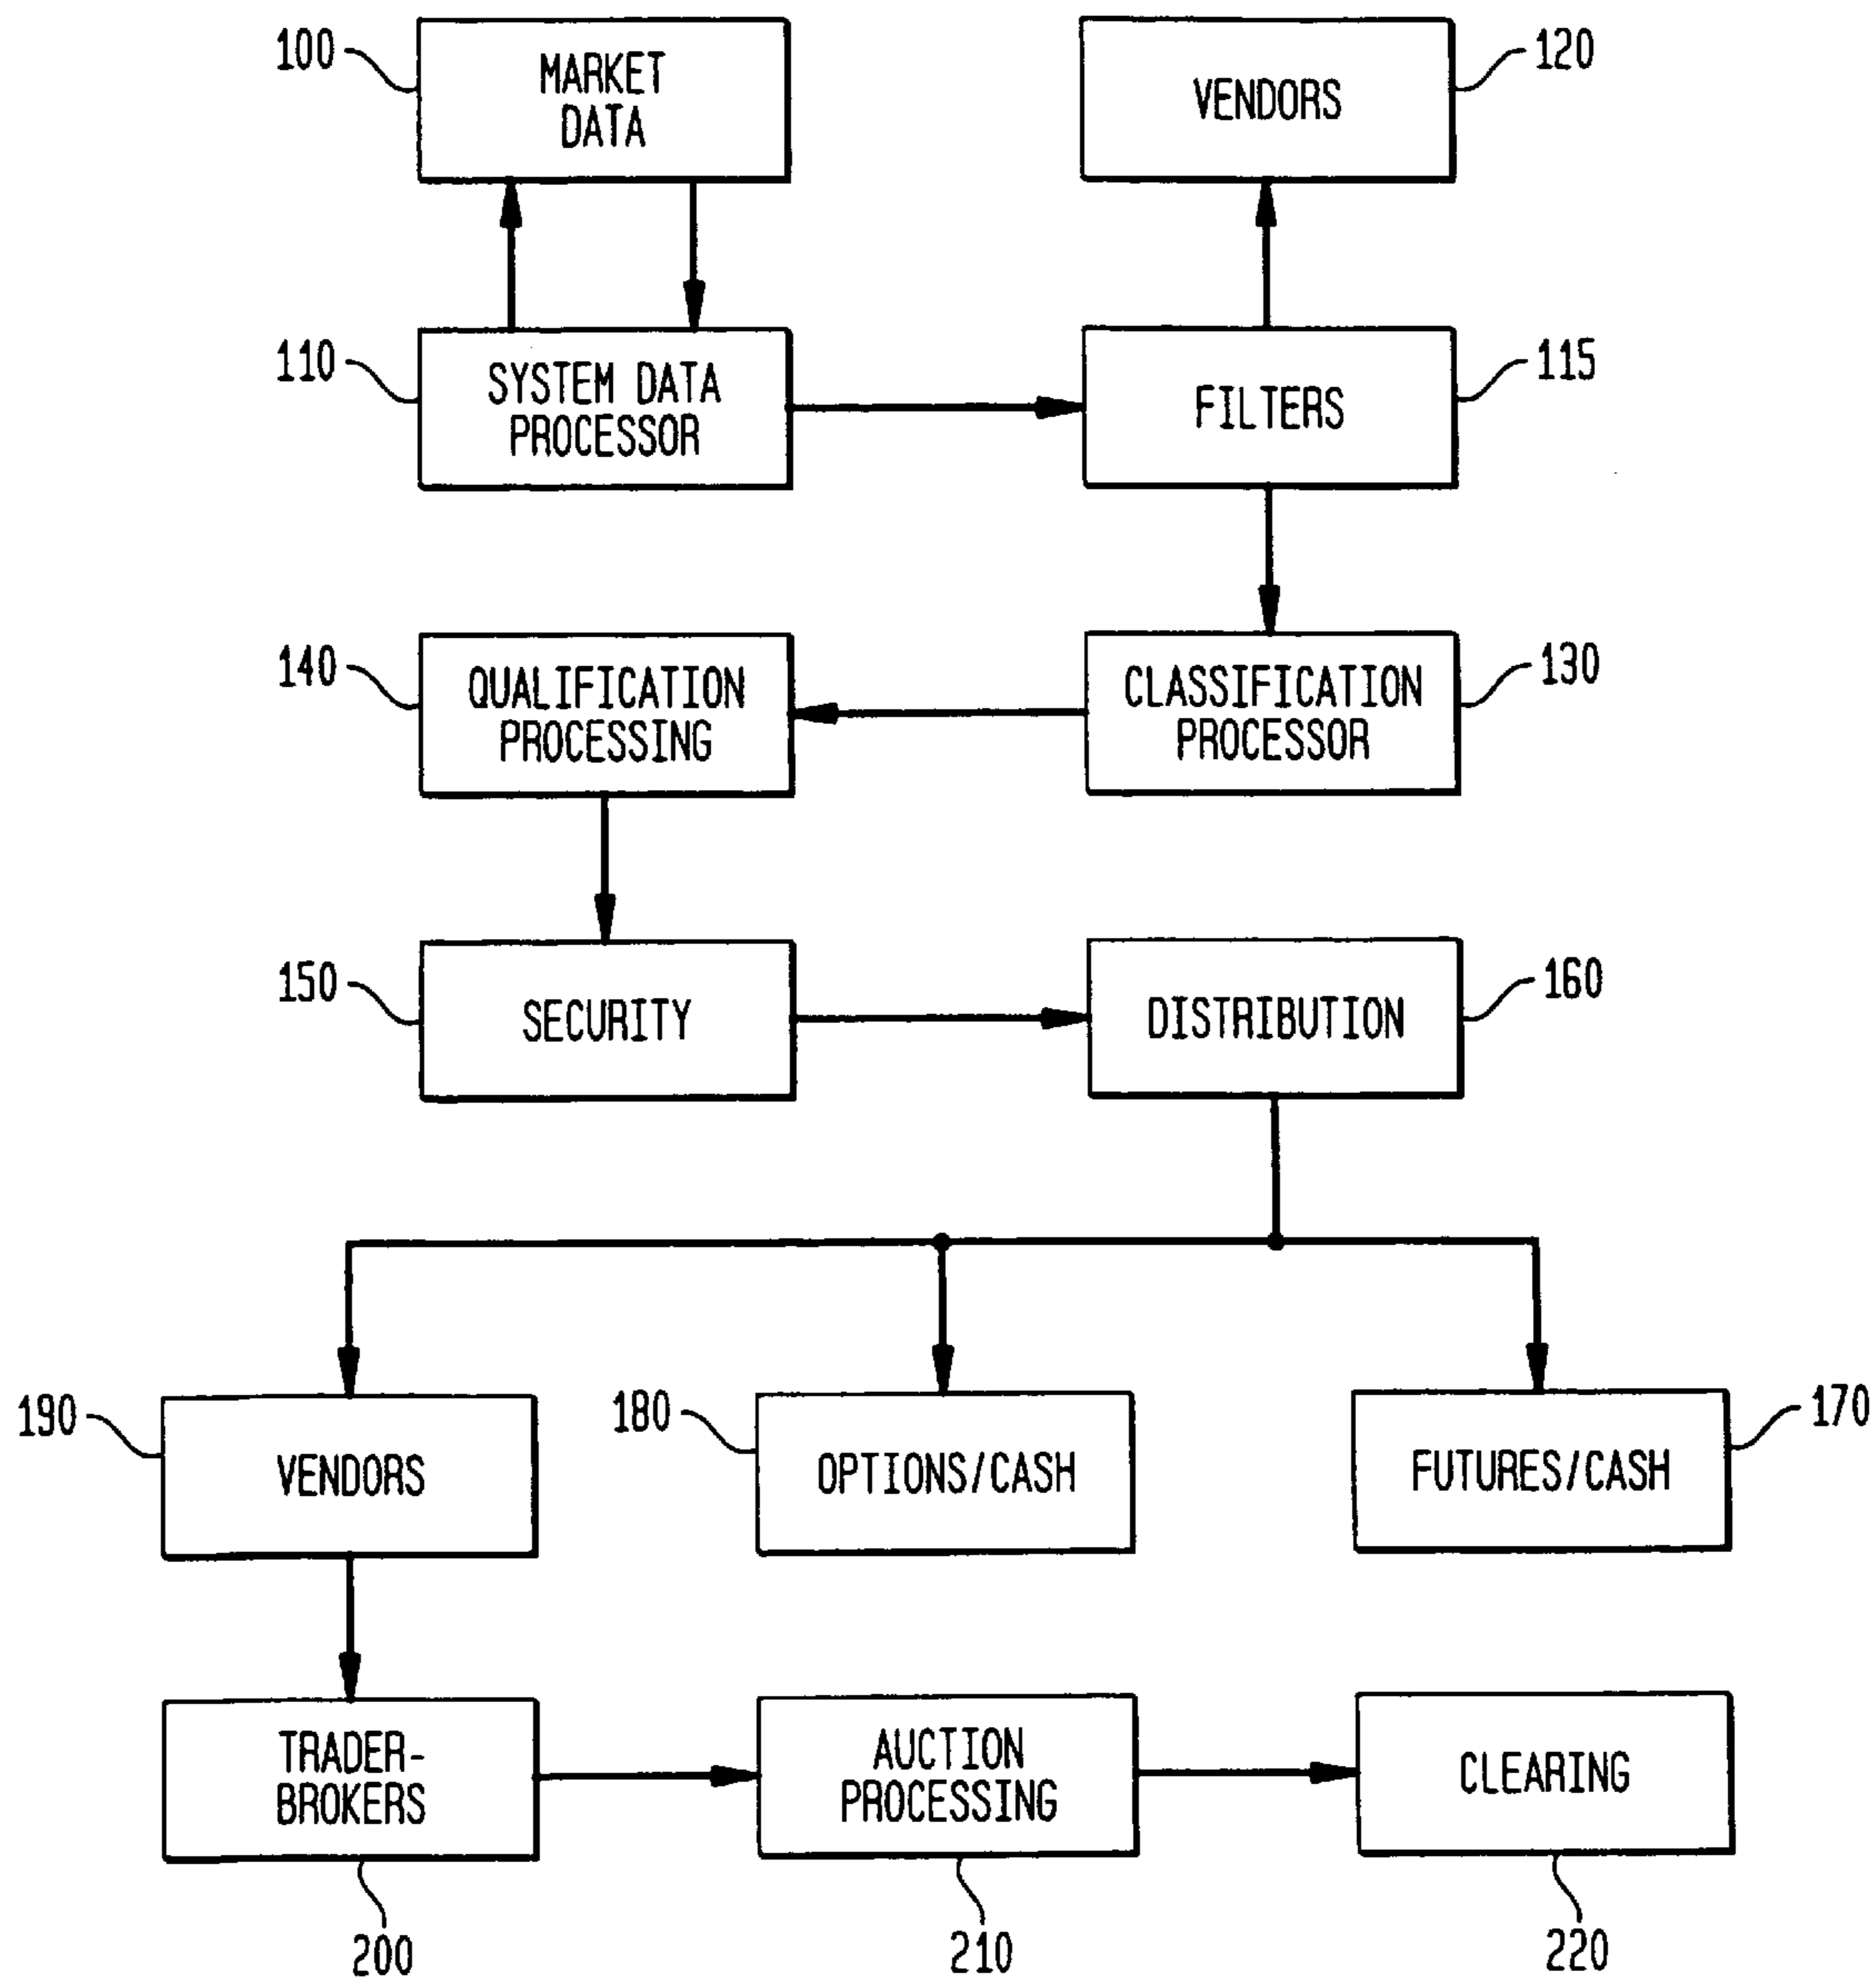 100
MARKET
DATA
VENDORS
120
110
SYSTEM DATA
PROCESSOR
FILTERS
115
140
QUALIFICATION
PROCESSING
CLASSIFICATION
PROCESSOR
130
150
SECURITY
DISTRIBUTION
160
190
VENDORS
180
OPTIONS/CASH
FUTURES/CASH
170
TRADER-
BROKERS
AUCTION
PROCESSING
CLEARING
200
210
220